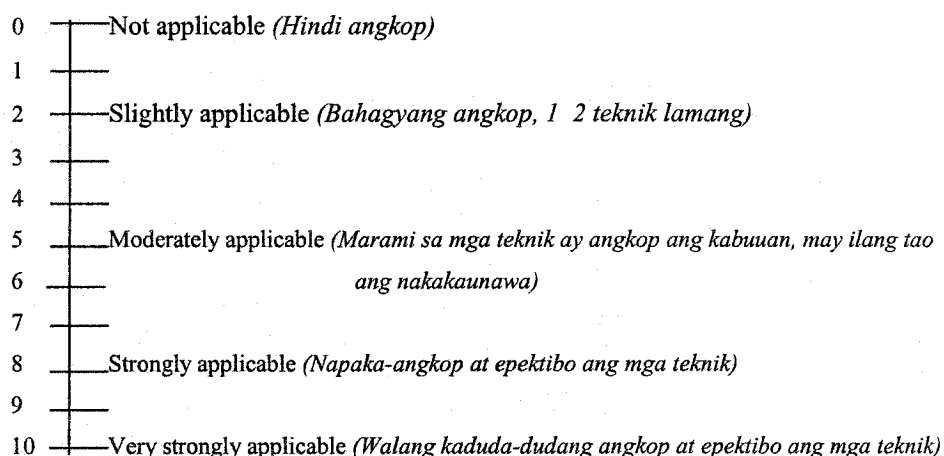 0 Not applicable (Hindi angkop)
1
2 Slightly applicable (Bahagyang angkop, 1 2 teknik lamang)
3
4
5 Moderately applicable (Marami sa mga teknik ay angkop ang kabuuan, may ilang tao
6 ang nakakaunawa)
7
8 Strongly applicable (Napaka-angkop at epektibo ang mga teknik)
9
10 Very strongly applicable (Walang kaduda-dudang angkop at epektibo ang mga teknik)